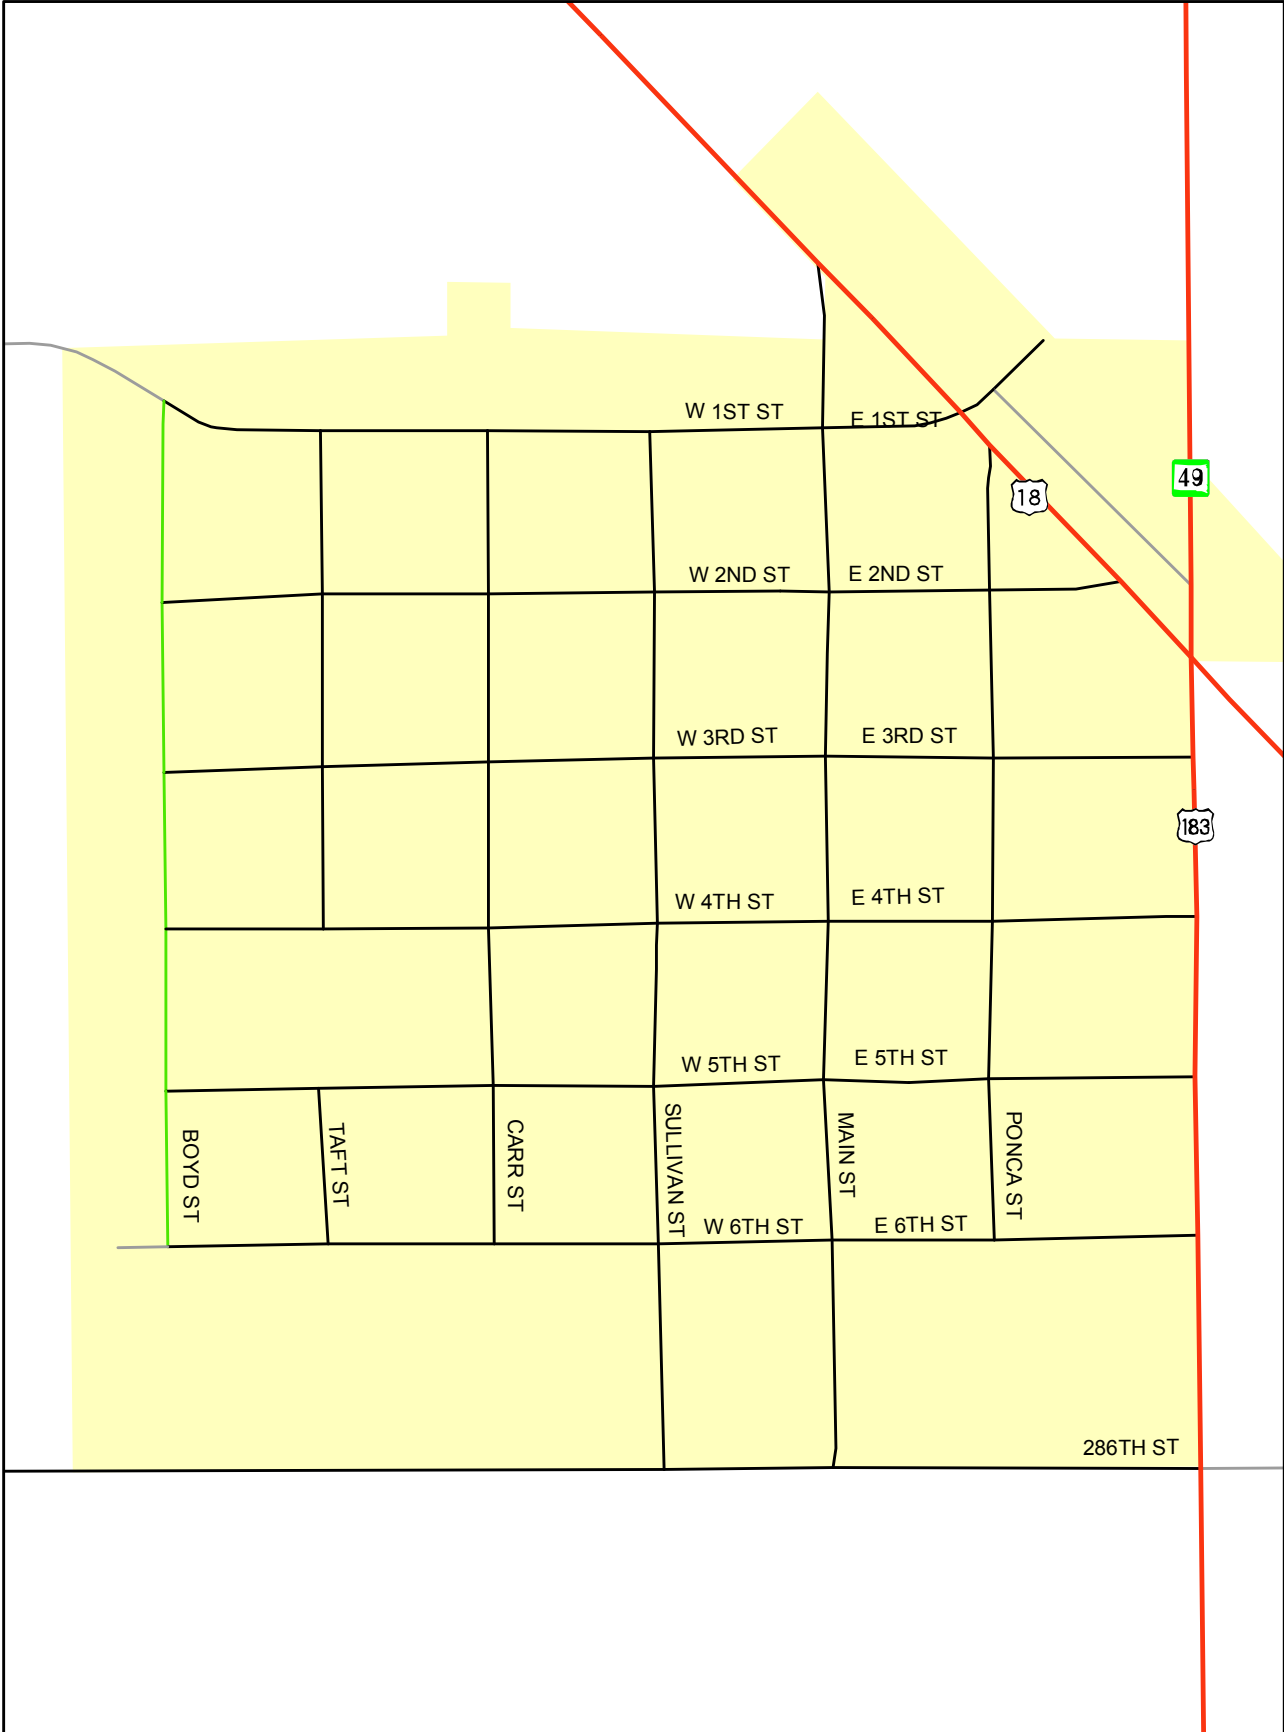 W 1ST ST
E 1ST ST
49
18
W 2ND ST
E 2ND ST
W 3RD ST
E 3RD ST
183
W 4TH ST
E 4TH ST
W 5TH ST
E 5TH ST
BOYD ST
TAFT ST
CARR ST
SULLIVAN ST
MAIN ST
PONCA ST
W 6TH ST
E 6TH ST
286TH ST